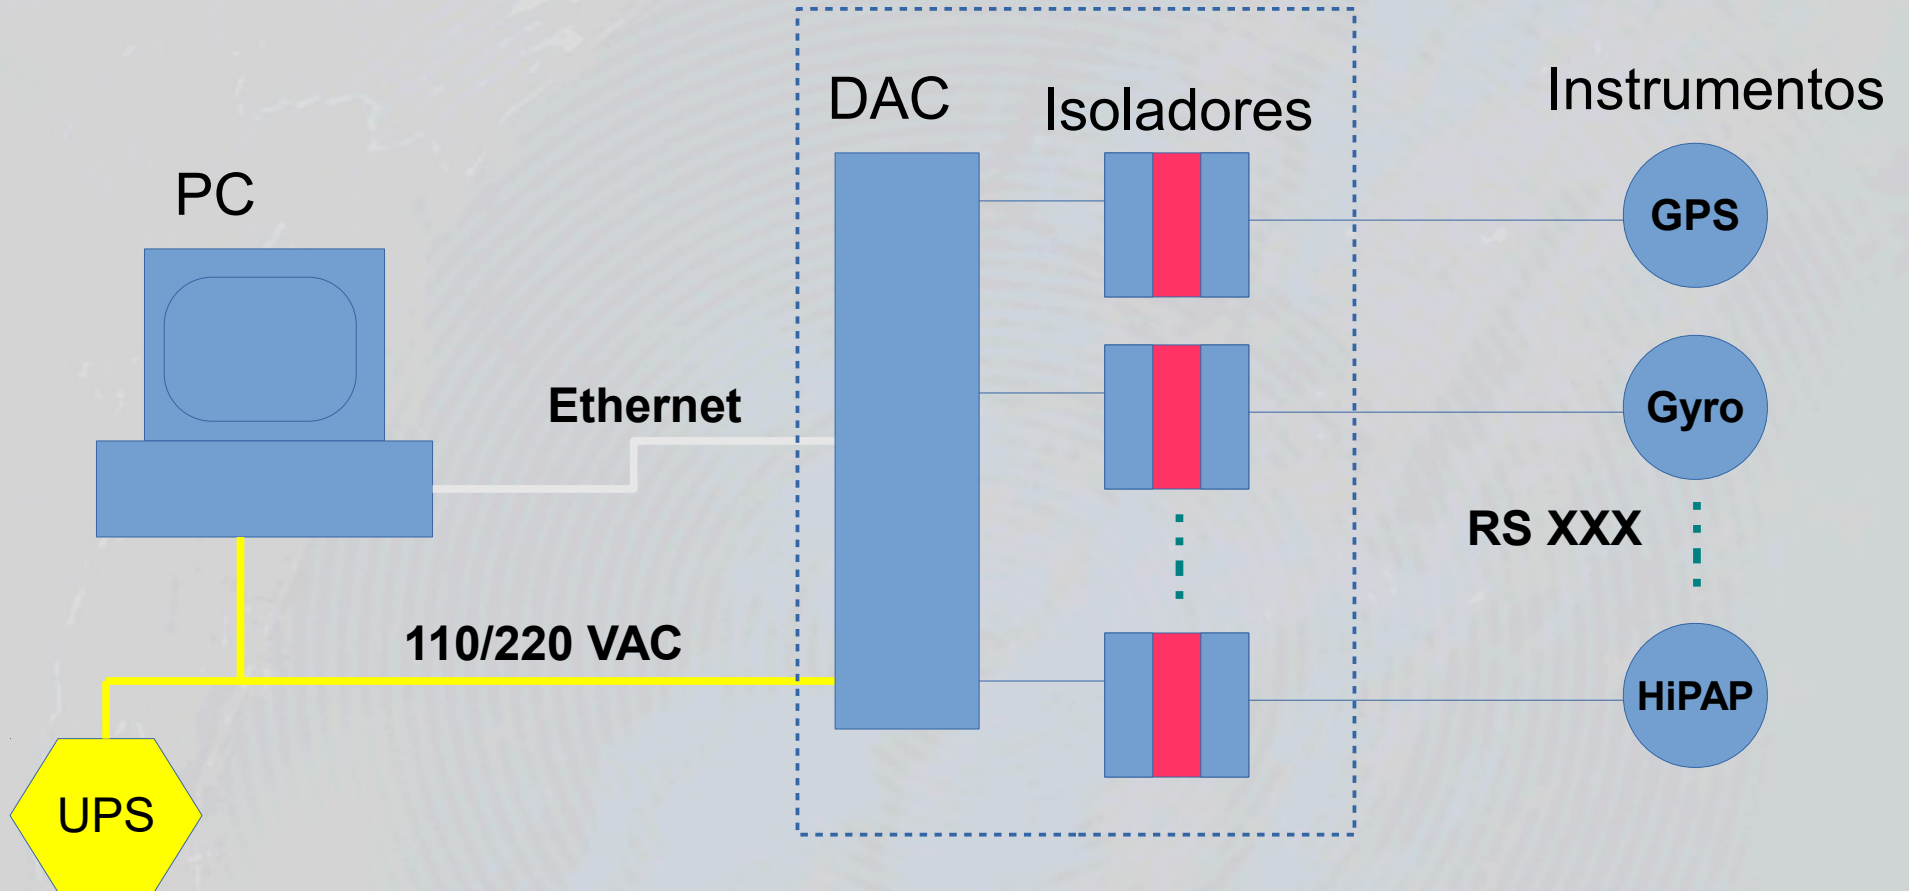 DAC
Isoladores
Instrumentos
PC
GPS
Ethernet
Gyro
RS XXX
110/220 VAC
HiPAP
UPS